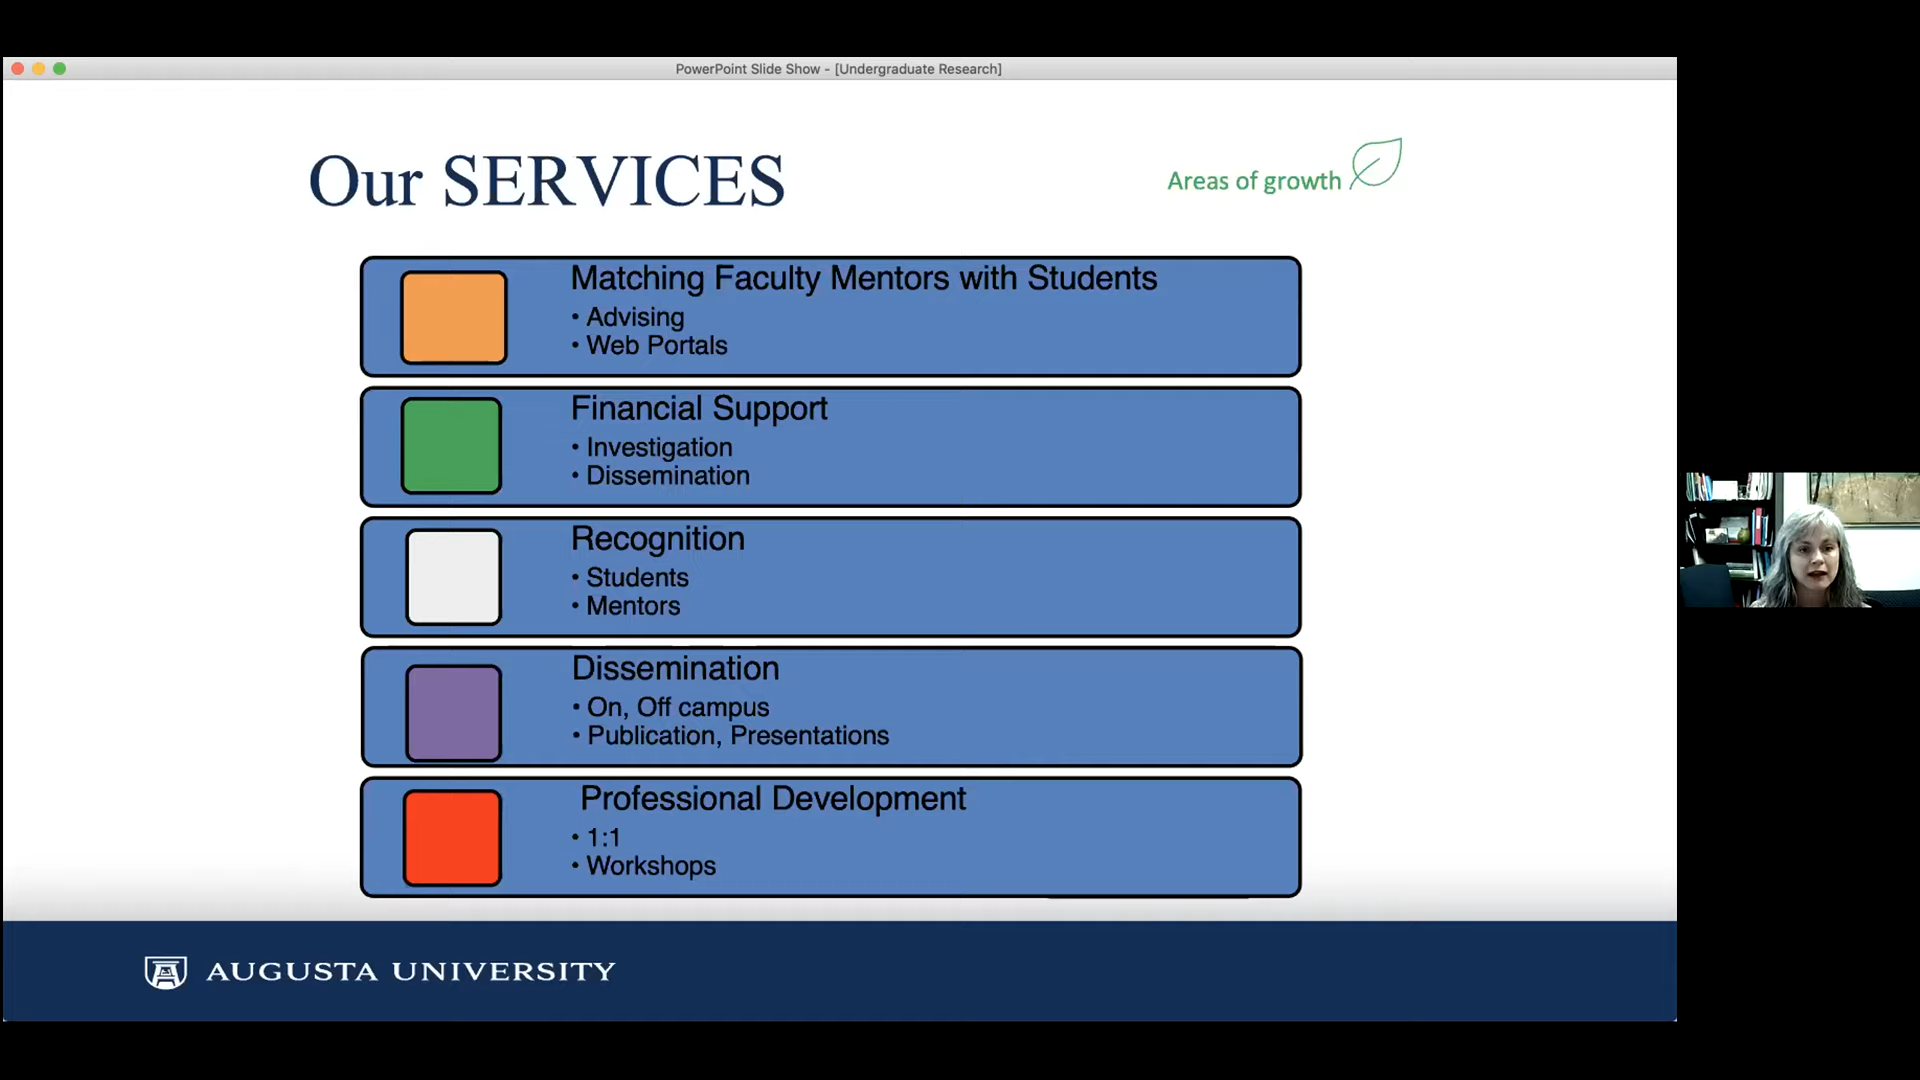 PowerPoint Slide Show - [Undergraduate Research]
Our SERVICES
Areas of growth
Matching Faculty Mentors with Students
• Advising
• Web Portals
Financial Support
• Investigation
• Dissemination
Recognition
• Students
• Mentors
Dissemination
• On, Off campus
• Publication, Presentations
Professional Development
• 1:1
• Workshops
AUGUSTA UNIVERSITY